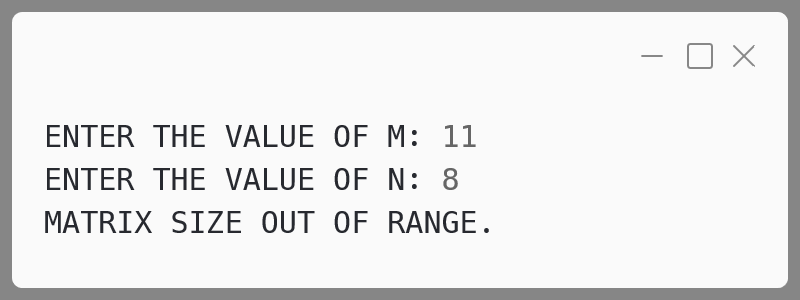 ENTER THE VALUE OF M: 11
ENTER THE VALUE OF N: 8
MATRIX SIZE OUT OF RANGE.